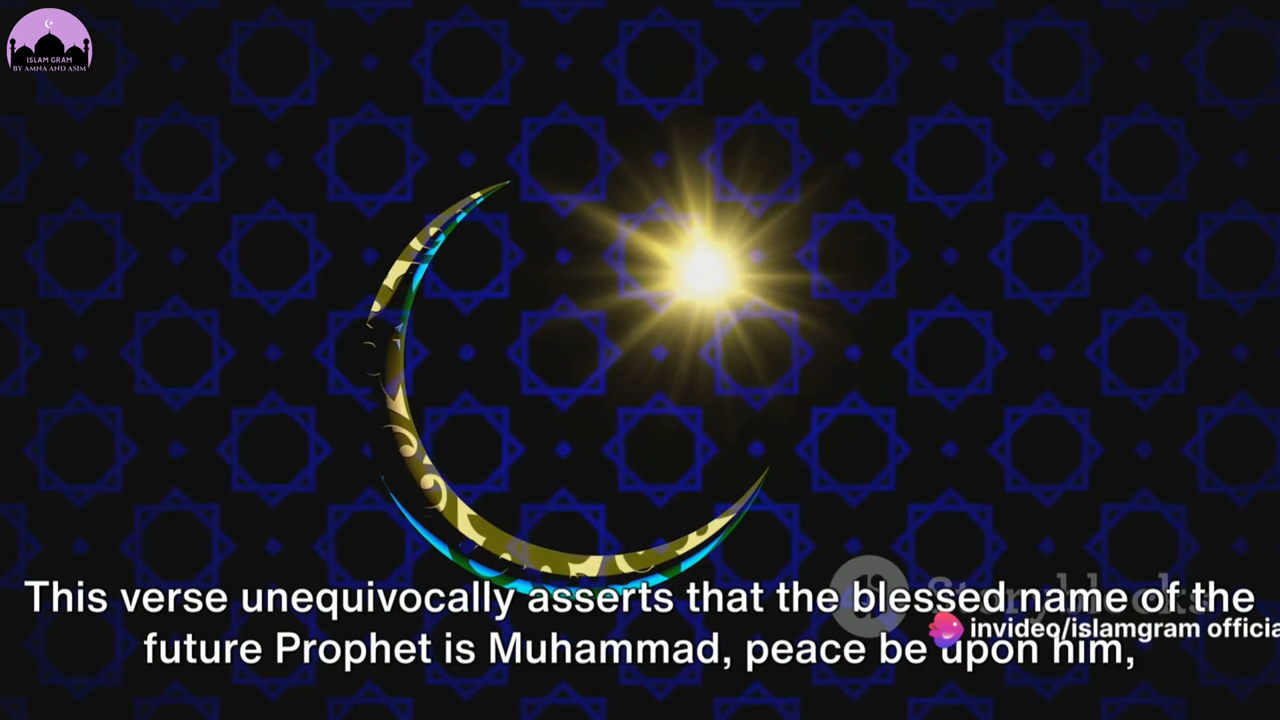 ISLAM GRAM
BY AMNA AND ASIM
This verse unequivocally asserts that the blessed name of the
future Prophet is Muhammad, peace be upon him,
Storyblocks
invideo/islamgram officia